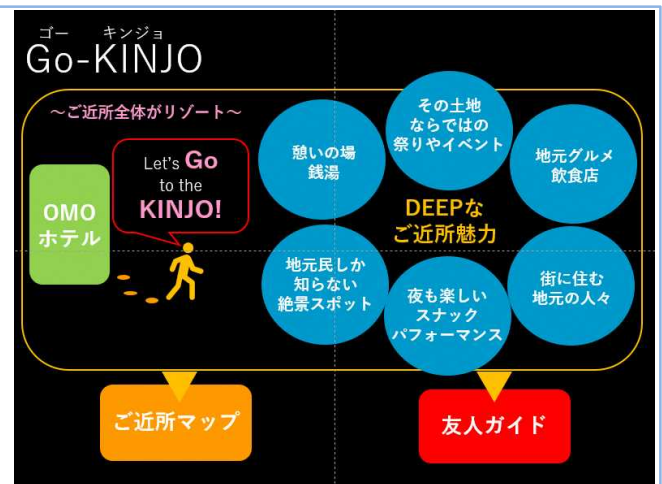 ゴー キンジョ
Go-KINJO
～ご近所全体がリゾート～
Let's Go
to the
KINJO!
OMO
ホテル
憩いの場
銭湯
その土地
ならではの
祭りやイベント
地元グルメ
飲食店
DEEPな
ご近所魅力
地元民しか
知らない
絶景スポット
夜も楽しい
スナック
パフォーマンス
街に住む
地元の人々
ご近所マップ
友人ガイド